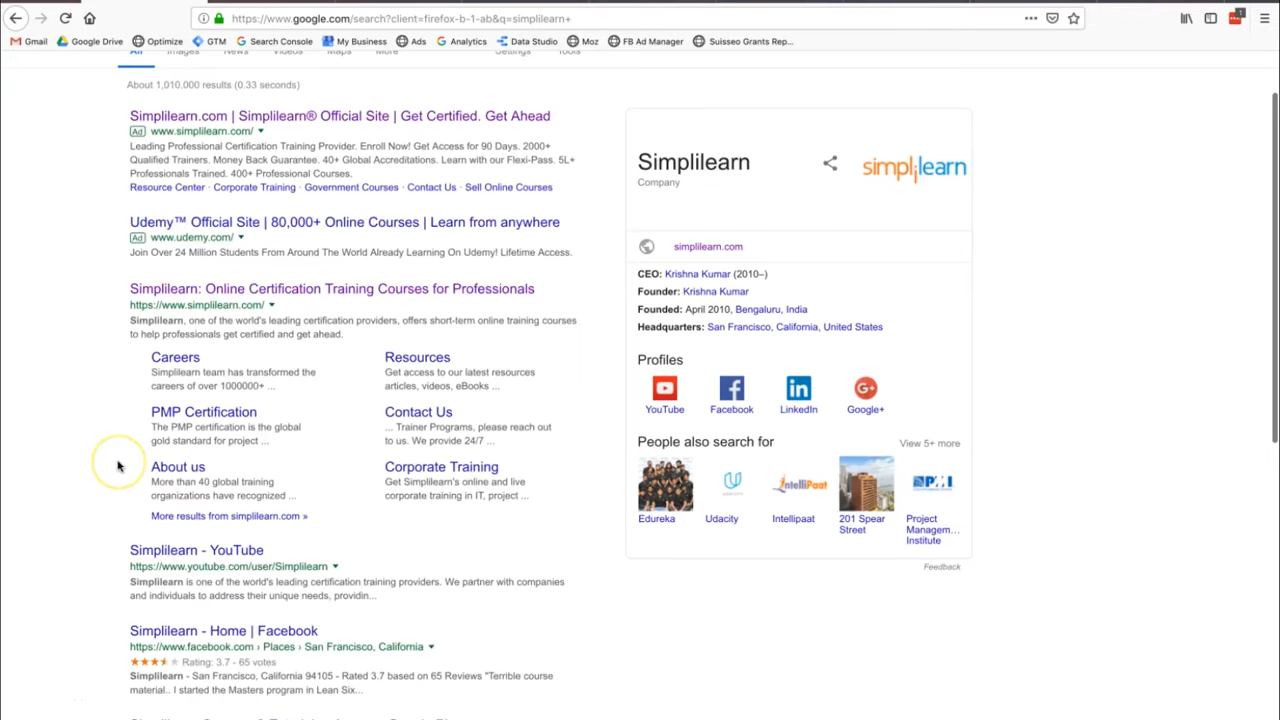 https://www.google.com/search?client=firefox-b-1-ab&q=simplilearn+
1
Gmail Google Drive Optimize GTM Search Console My Business Ads Analytics Data Studio Moz FB Ad Manager Suisseo Grants Rep...
All Images News Videos Maps More Settings Tools
About 1,010,000 results (0.33 seconds)
Simplilearn.com | Simplilearn® Official Site | Get Certified. Get Ahead
Ad www.simplilearn.com/
Leading Professional Certification Training Provider. Enroll Now! Get Access for 90 Days. 2000+
Qualified Trainers. Money Back Guarantee. 40+ Global Accreditations. Learn with our Flexi-Pass. 5L+
Professionals Trained. 400+ Professional Courses.
Resource Center · Corporate Training · Government Courses · Contact Us · Sell Online Courses
Udemy™ Official Site | 80,000+ Online Courses | Learn from anywhere
Ad www.udemy.com/
Join Over 24 Million Students From Around The World Already Learning On Udemy! Lifetime Access.
Simplilearn: Online Certification Training Courses for Professionals
https://www.simplilearn.com/
Simplilearn, one of the world's leading certification providers, offers short-term online training courses
to help professionals get certified and get ahead.
Careers
Simplilearn team has transformed the
careers of over 1000000+ ...
Resources
Get access to our latest resources
articles, videos, eBooks ...
PMP Certification
The PMP certification is the global
gold standard for project ...
Contact Us
... Trainer Programs, please reach out
to us. We provide 24/7 ...
About us
More than 40 global training
organizations have recognized ...
Corporate Training
Get Simplilearn's online and live
corporate training in IT, project ...
More results from simplilearn.com »
Simplilearn - YouTube
https://www.youtube.com/user/Simplilearn
Simplilearn is one of the world's leading certification training providers. We partner with companies
and individuals to address their unique needs, providin...
Simplilearn - Home | Facebook
https://www.facebook.com › Places › San Francisco, California
Rating: 3.7 - 65 votes
Simplilearn - San Francisco, California 94105 - Rated 3.7 based on 65 Reviews "Terrible course
material.. I started the Masters program in Lean Six...
Simplilearn
Company
simplilearn
simplilearn.com
CEO: Krishna Kumar (2010–)
Founder: Krishna Kumar
Founded: April 2010, Bengaluru, India
Headquarters: San Francisco, California, United States
Profiles
YouTube Facebook LinkedIn Google+
People also search for View 5+ more
UDACITY
intelliPaat
PMI
Edureka Udacity Intellipaat 201 Spear Street Project Managem... Institute
Feedback